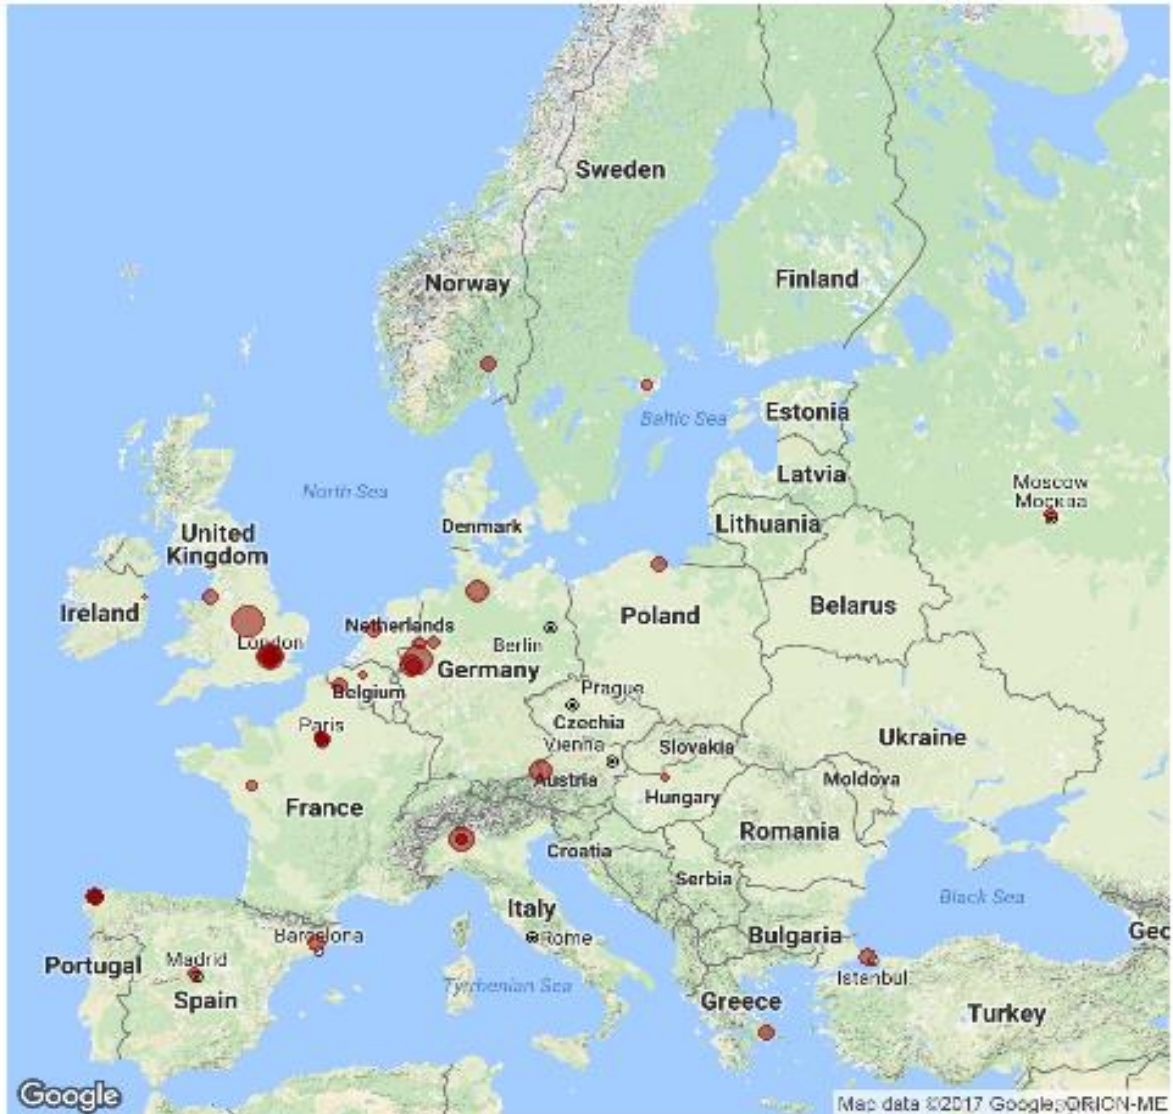 Sweden
Norway
Finland
Estonia
Baltic Sea
Latvia
Moscow
Москва
North Sea
Denmark
Lithuania
United
Kingdom
Ireland
Belarus
Poland
Netherlands
London
Berlin
Germany
Belgium
Prague
Paris
Czechia
Ukraine
Vienna
Slovakia
Austria
Moldova
Hungary
France
Romania
Croatia
Serbia
Black Sea
Italy
Barcelona
Bulgaria
Rome
Geo
Portugal
Madrid
Istanbul
Tyrrhenian Sea
Spain
Greece
Turkey
Google
Map data ©2017 Google, ORION-ME